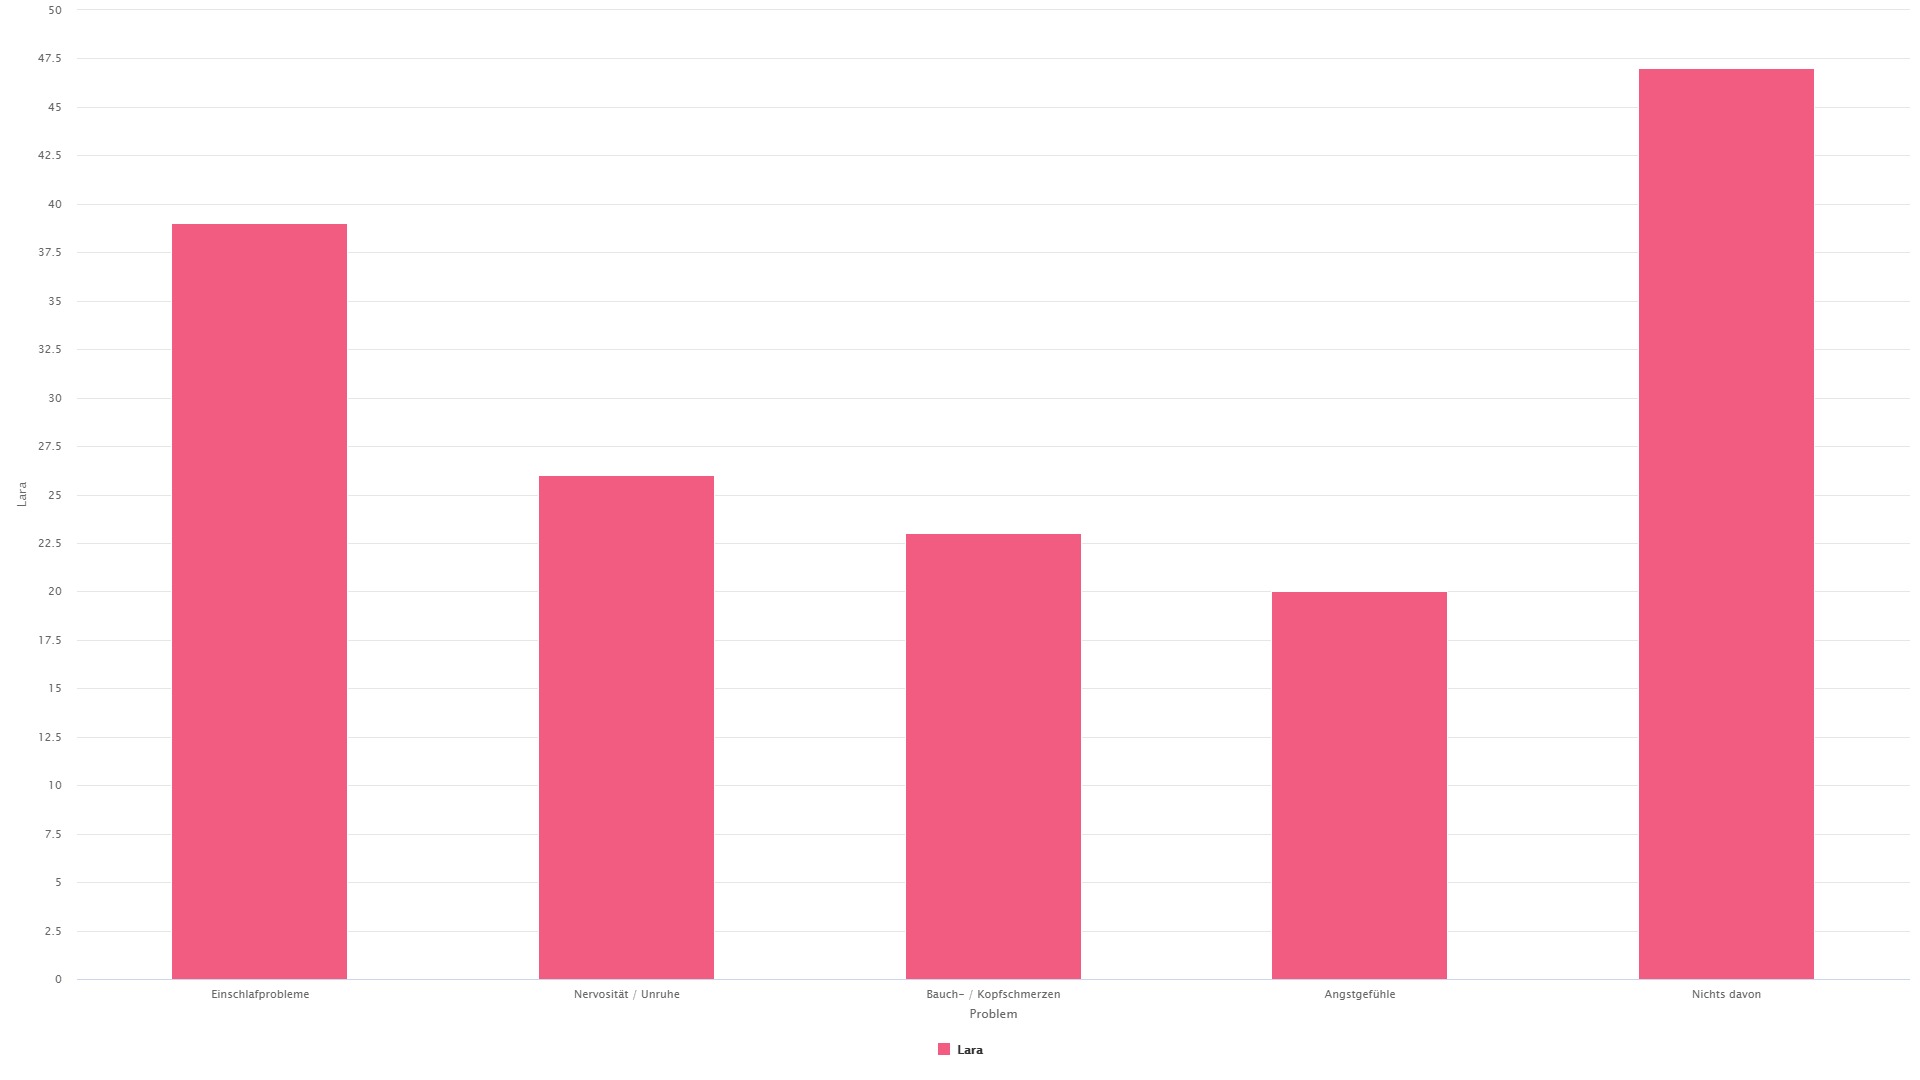 50
47.5
45
42.5
40
37.5
35
32.5
30
27.5
25
22.5
20
17.5
15
12.5
10
7.5
5
2.5
0
Lara
Einschlafprobleme
Nervosität / Unruhe
Bauch- / Kopfschmerzen
Angstgefühle
Nichts davon
Problem
Lara